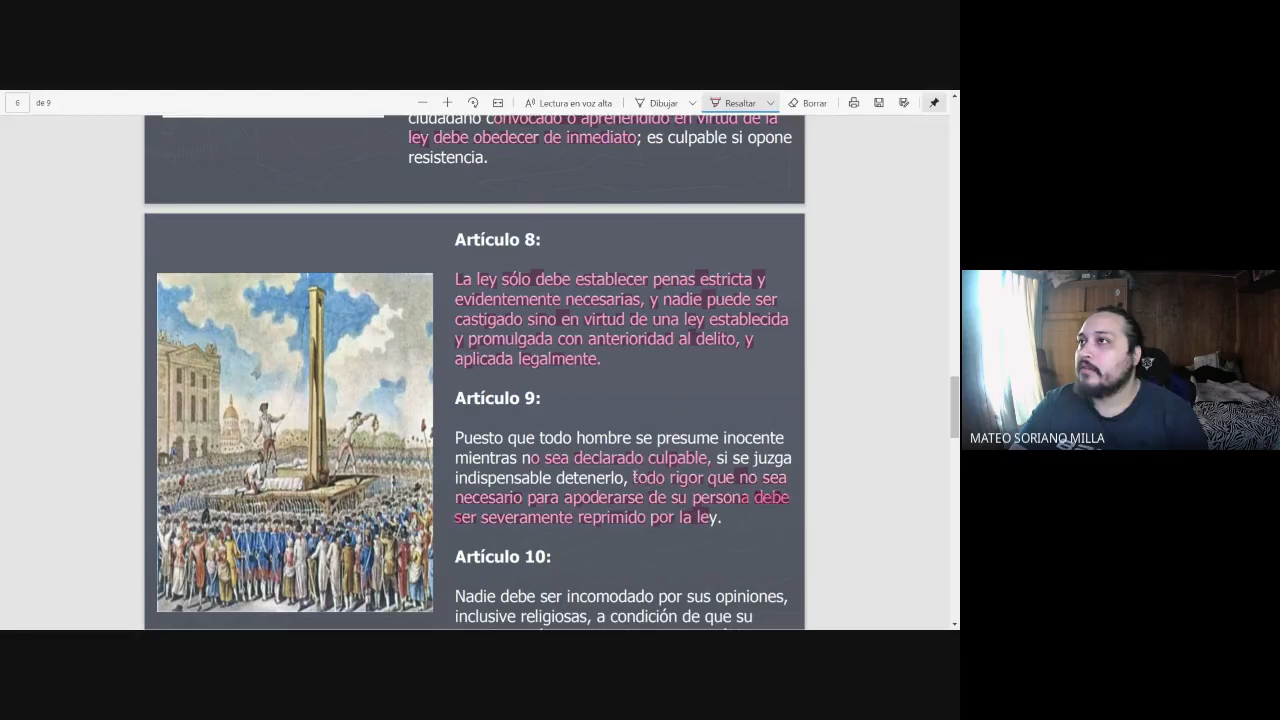 6 de 9 Lectura en voz alta Dibujar Resaltar Borrar
ciudadano convocado o aprehendido en virtud de la
ley debe obedecer de inmediato; es culpable si opone
resistencia.
Artículo 8:
La ley sólo debe establecer penas estricta y
evidentemente necesarias, y nadie puede ser
castigado sino en virtud de una ley establecida
y promulgada con anterioridad al delito, y
aplicada legalmente.
Artículo 9:
Puesto que todo hombre se presume inocente
mientras no sea declarado culpable, si se juzga
indispensable detenerlo, todo rigor que no sea
necesario para apoderarse de su persona debe
ser severamente reprimido por la ley.
Artículo 10:
Nadie debe ser incomodado por sus opiniones,
inclusive religiosas, a condición de que su
MATEO SORIANO MILLA